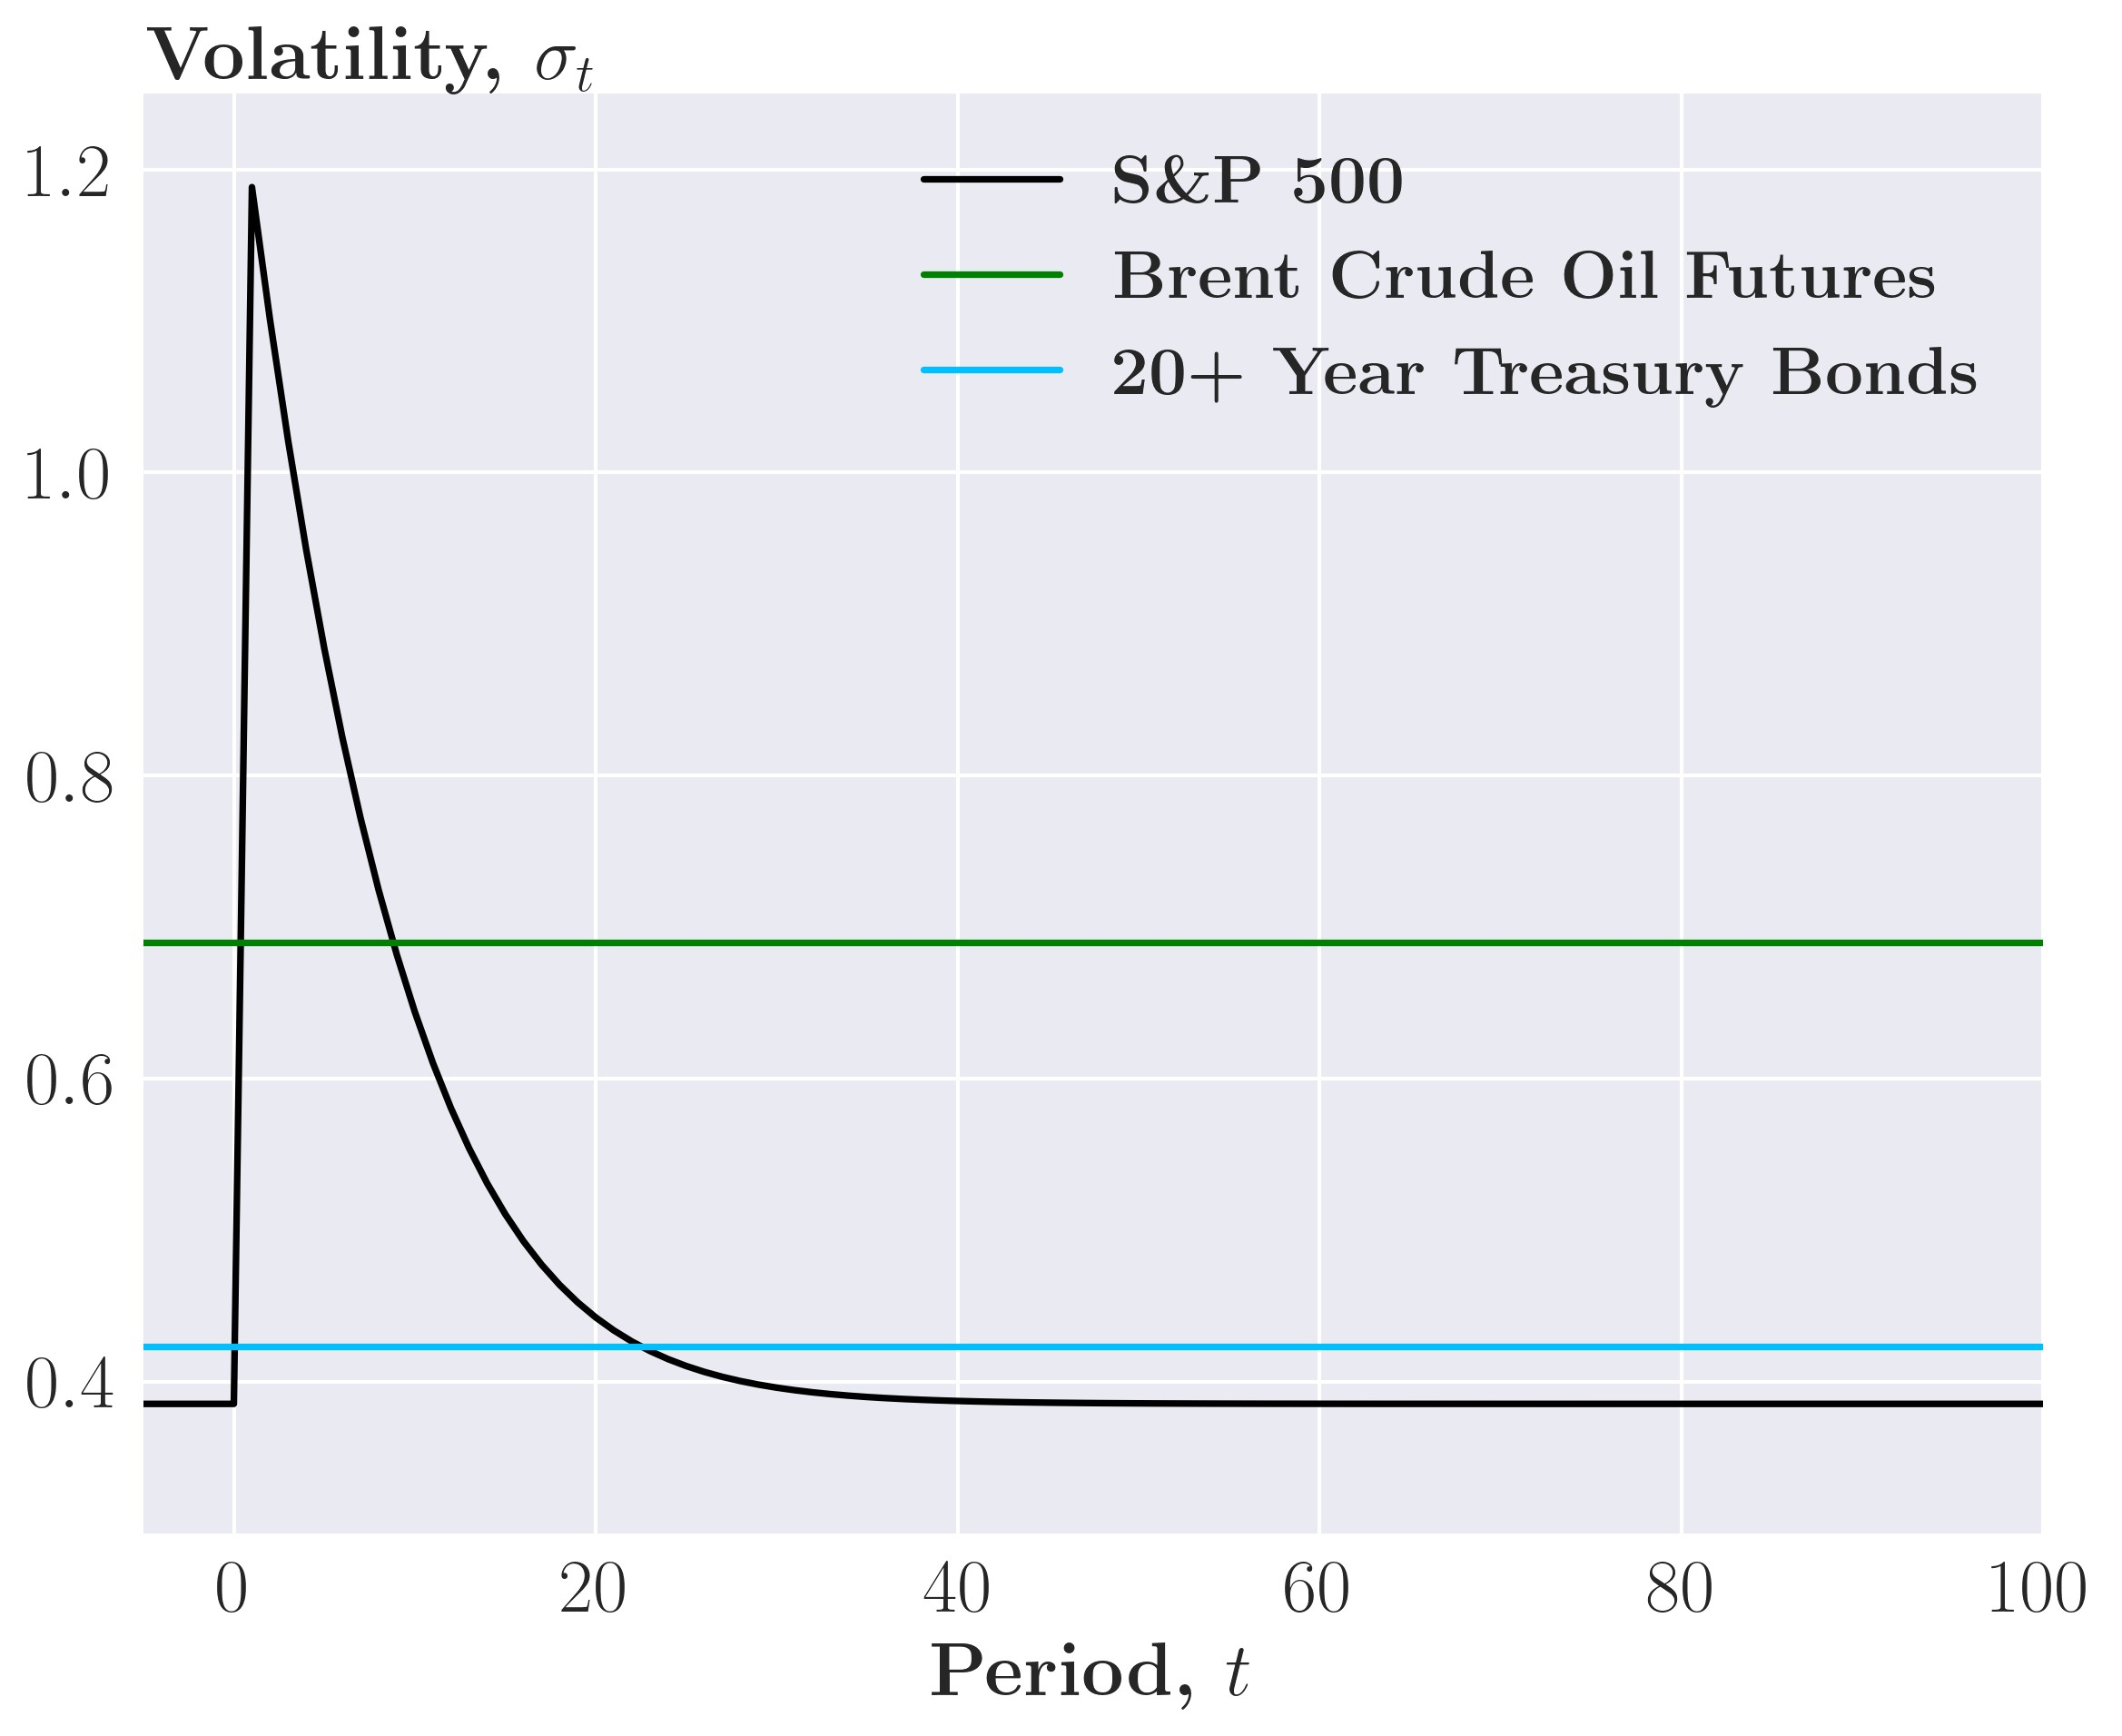 Volatility, σₜ
1.2
1.0
0.8
0.6
0.4
S&P 500
Brent Crude Oil Futures
20+ Year Treasury Bonds
0 20 40 60 80 100
Period, t